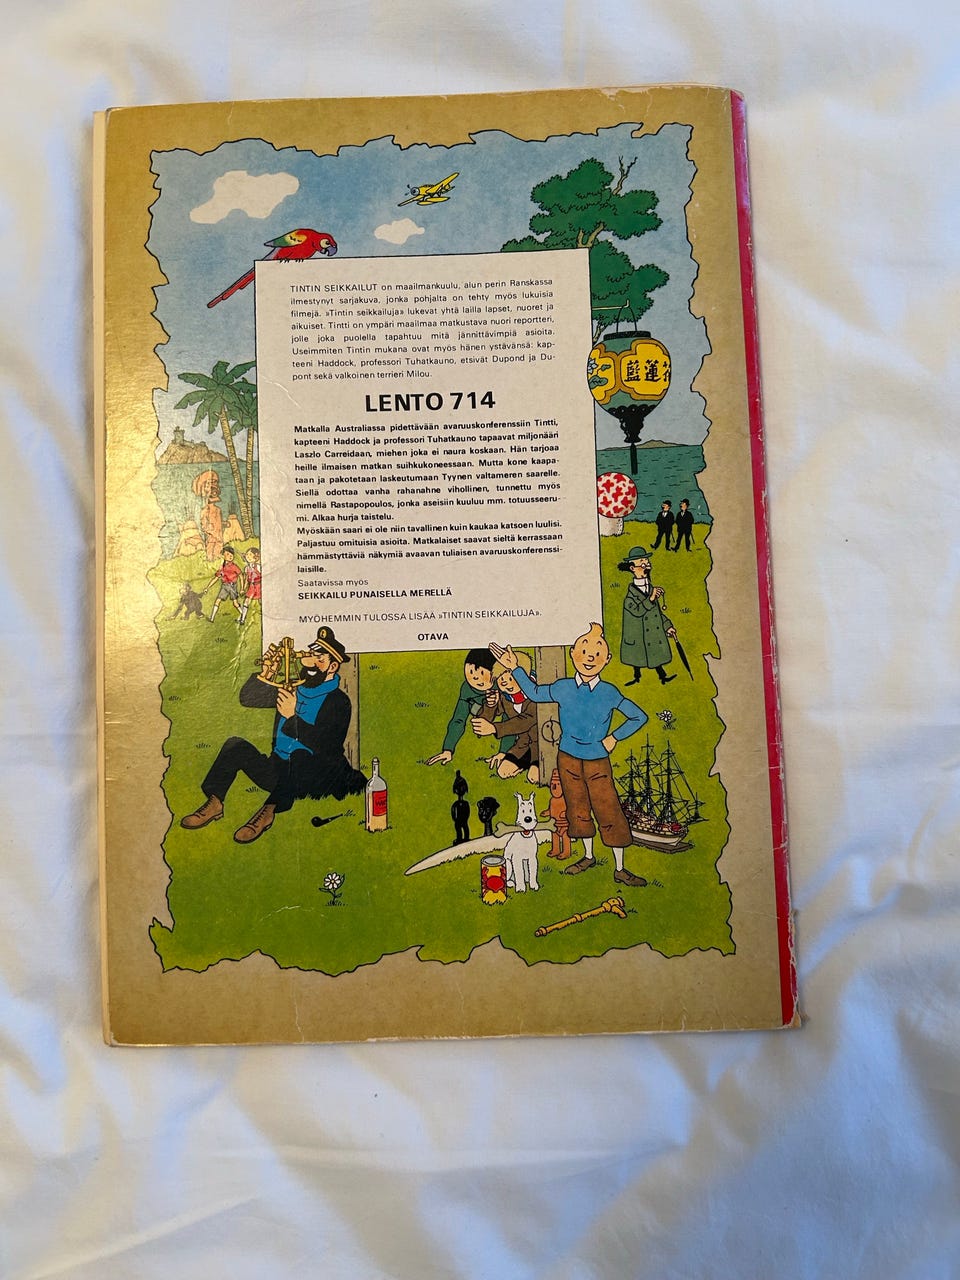 TINTIN SEIKKAILUT on maailmankuulu, alun perin Ranskassa
ilmestynyt sarjakuva, jonka pohjalta on tehty myös lukuisia
filmejä. »Tintin seikkailuja» lukevat yhtä lailla lapset, nuoret ja
aikuiset. Tintti on ympäri maailmaa matkustava nuori reportteri,
jolle joka puolella tapahtuu mitä jännittävimpiä asioita.
Useimmiten Tintin mukana ovat myös hänen ystävänsä: kap-
teeni Haddock, professori Tuhatkauno, etsivät Dupond ja Du-
pont sekä valkoinen terrieri Milou.
LENTO 714
Matkalla Australiassa pidettävään avaruuskonferenssiin Tintti,
kapteeni Haddock ja professori Tuhatkauno tapaavat miljonääri
Laszlo Carreidaan, miehen joka ei naura koskaan. Hän tarjoaa
heille ilmaisen matkan suihkukoneessaan. Mutta kone kaapa-
taan ja pakotetaan laskeutumaan Tyynen valtameren saarelle.
Siellä odottaa vanha rahanahne vihollinen, tunnettu myös
nimellä Rastapopoulos, jonka aseisiin kuuluu mm. totuusseeru-
mi. Alkaa hurja taistelu.
Myöskään saari ei ole niin tavallinen kuin kaukaa katsoen luulisi.
Paljastuu omituisia asioita. Matkalaiset saavat sieltä kerrassaan
hämmästyttäviä näkymiä avaavan tuliaisen avaruuskonferenssi-
laisille.
Saatavissa myös
SEIKKAILU PUNAISELLA MERELLÄ
MYÖHEMMIN TULOSSA LISÄÄ »TINTIN SEIKKAILUJA».
OTAVA
藍蓮